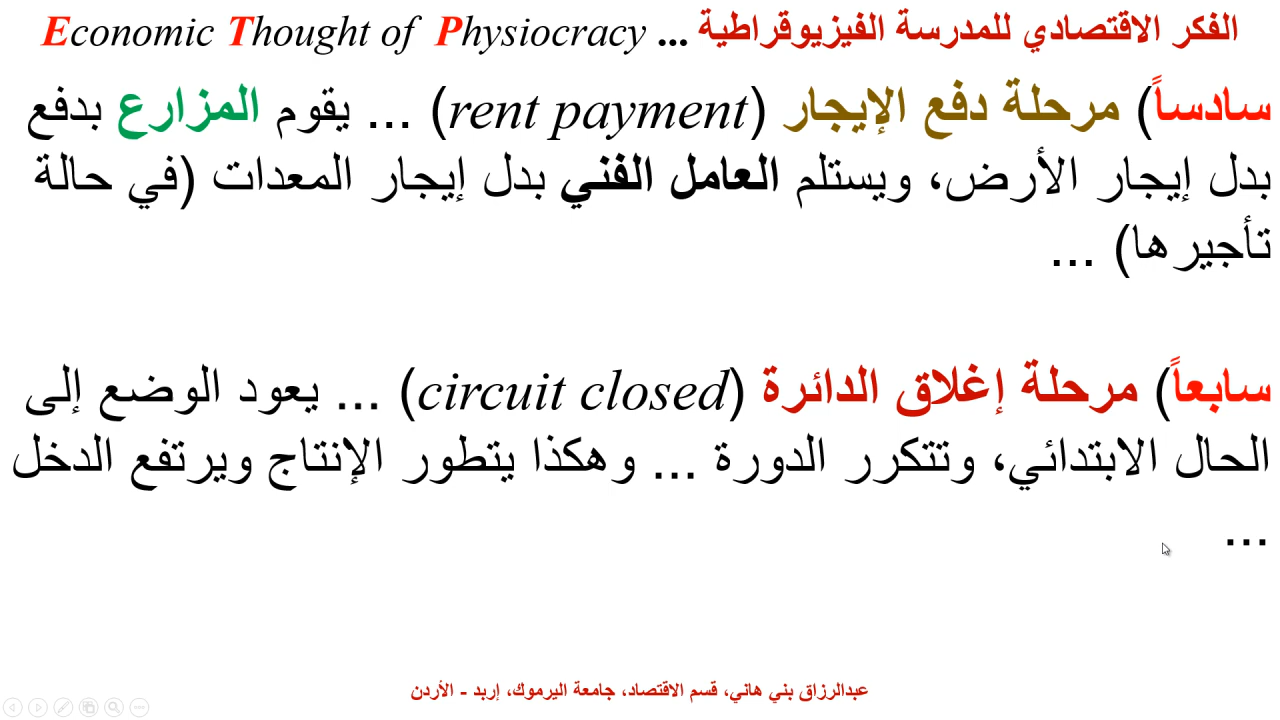 الفكر الاقتصادي للمدرسة الفيزيوقراطية ... Economic Thought of Physiocracy
سادساً) مرحلة دفع الإيجار (rent payment) ... يقوم المزارع بدفع
بدل إيجار الأرض، ويستلم العامل الفني بدل إيجار المعدات (في حالة
تأجيرها) ...
سابعاً) مرحلة إغلاق الدائرة (circuit closed) ... يعود الوضع إلى
الحال الابتدائي، وتتكرر الدورة ... وهكذا يتطور الإنتاج ويرتفع الدخل
...
عبدالرزاق بني هاني، قسم الاقتصاد، جامعة اليرموك، إربد - الأردن